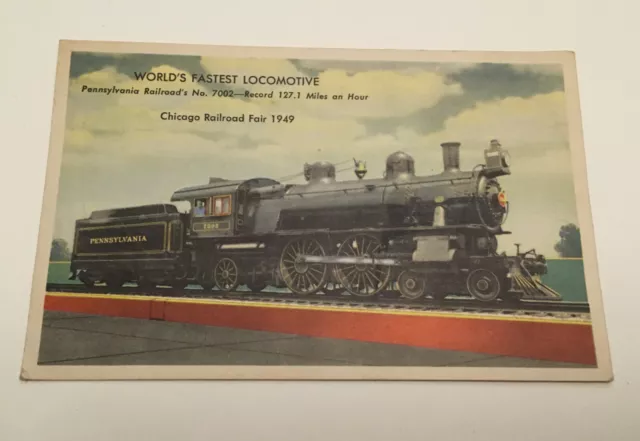 WORLD'S FASTEST LOCOMOTIVE
Pennsylvania Railroad's No. 7002—Record 127.1 Miles an Hour
Chicago Railroad Fair 1949
PENNSYLVANIA